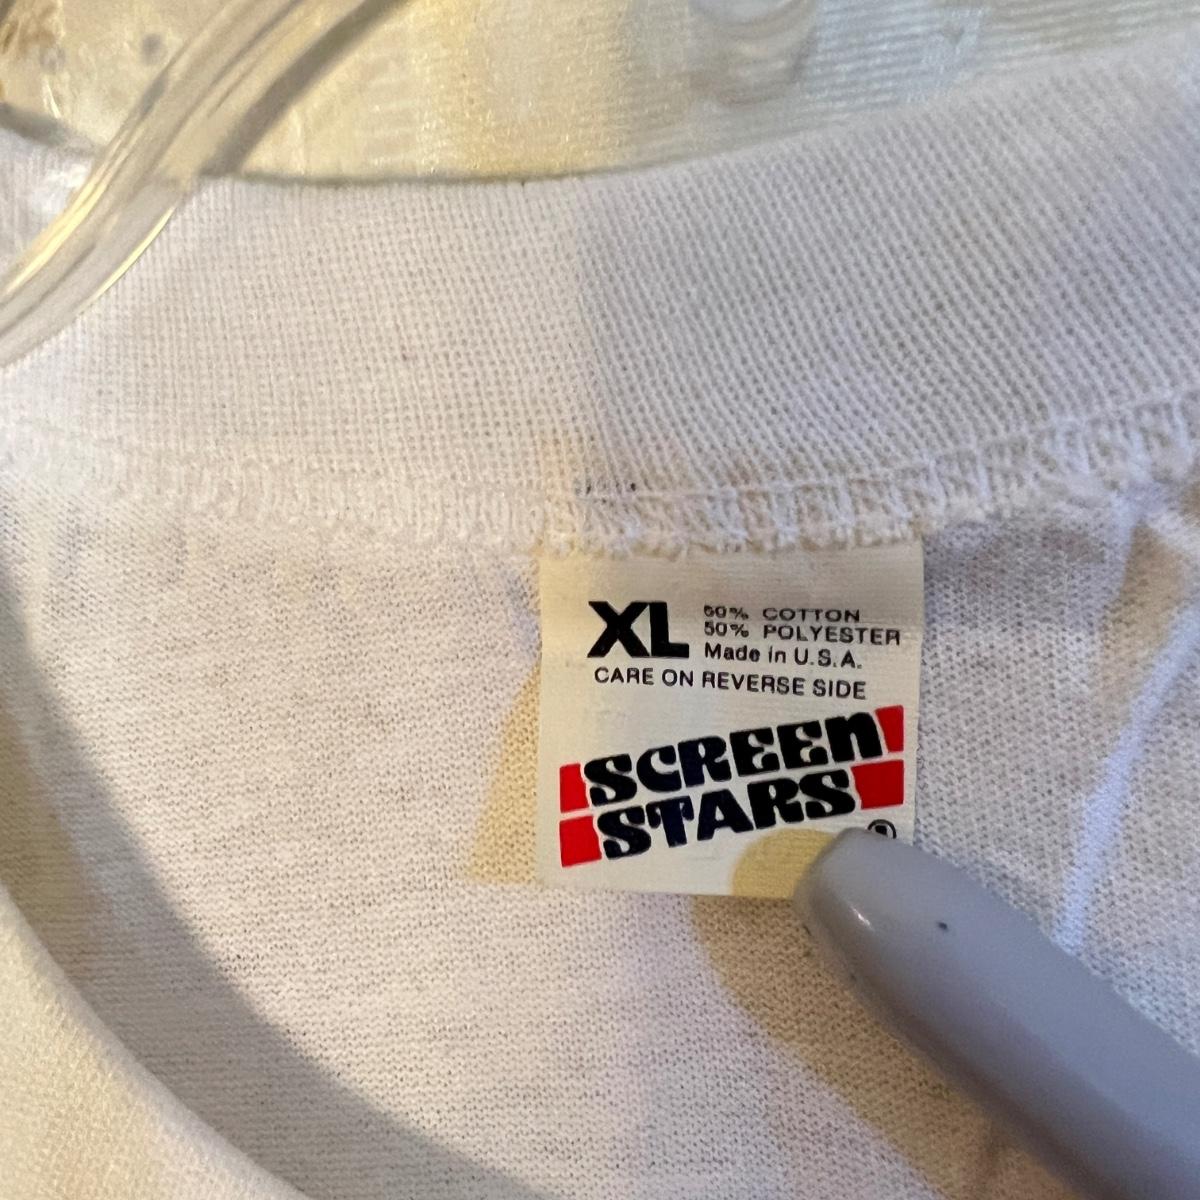 XL
50% COTTON
50% POLYESTER
Made in U.S.A.
CARE ON REVERSE SIDE
SCREEN
STARS
®